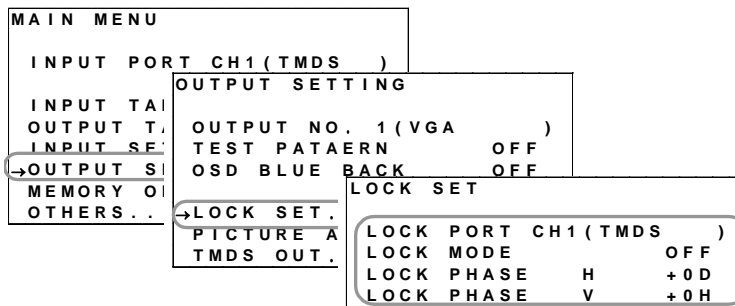 MAIN MENU
INPUT PORT CH1(TMDS )
INPUT TA
OUTPUT T
INPUT SE
→OUTPUT S
MEMORY O
OTHERS..
OUTPUT SETTING
OUTPUT NO. 1(VGA )
TEST PATAERN OFF
OSD BLUE BACK OFF
→LOCK SET.
PICTURE A
TMDS OUT.
LOCK SET
LOCK PORT CH1(TMDS )
LOCK MODE OFF
LOCK PHASE H +0D
LOCK PHASE V +0H